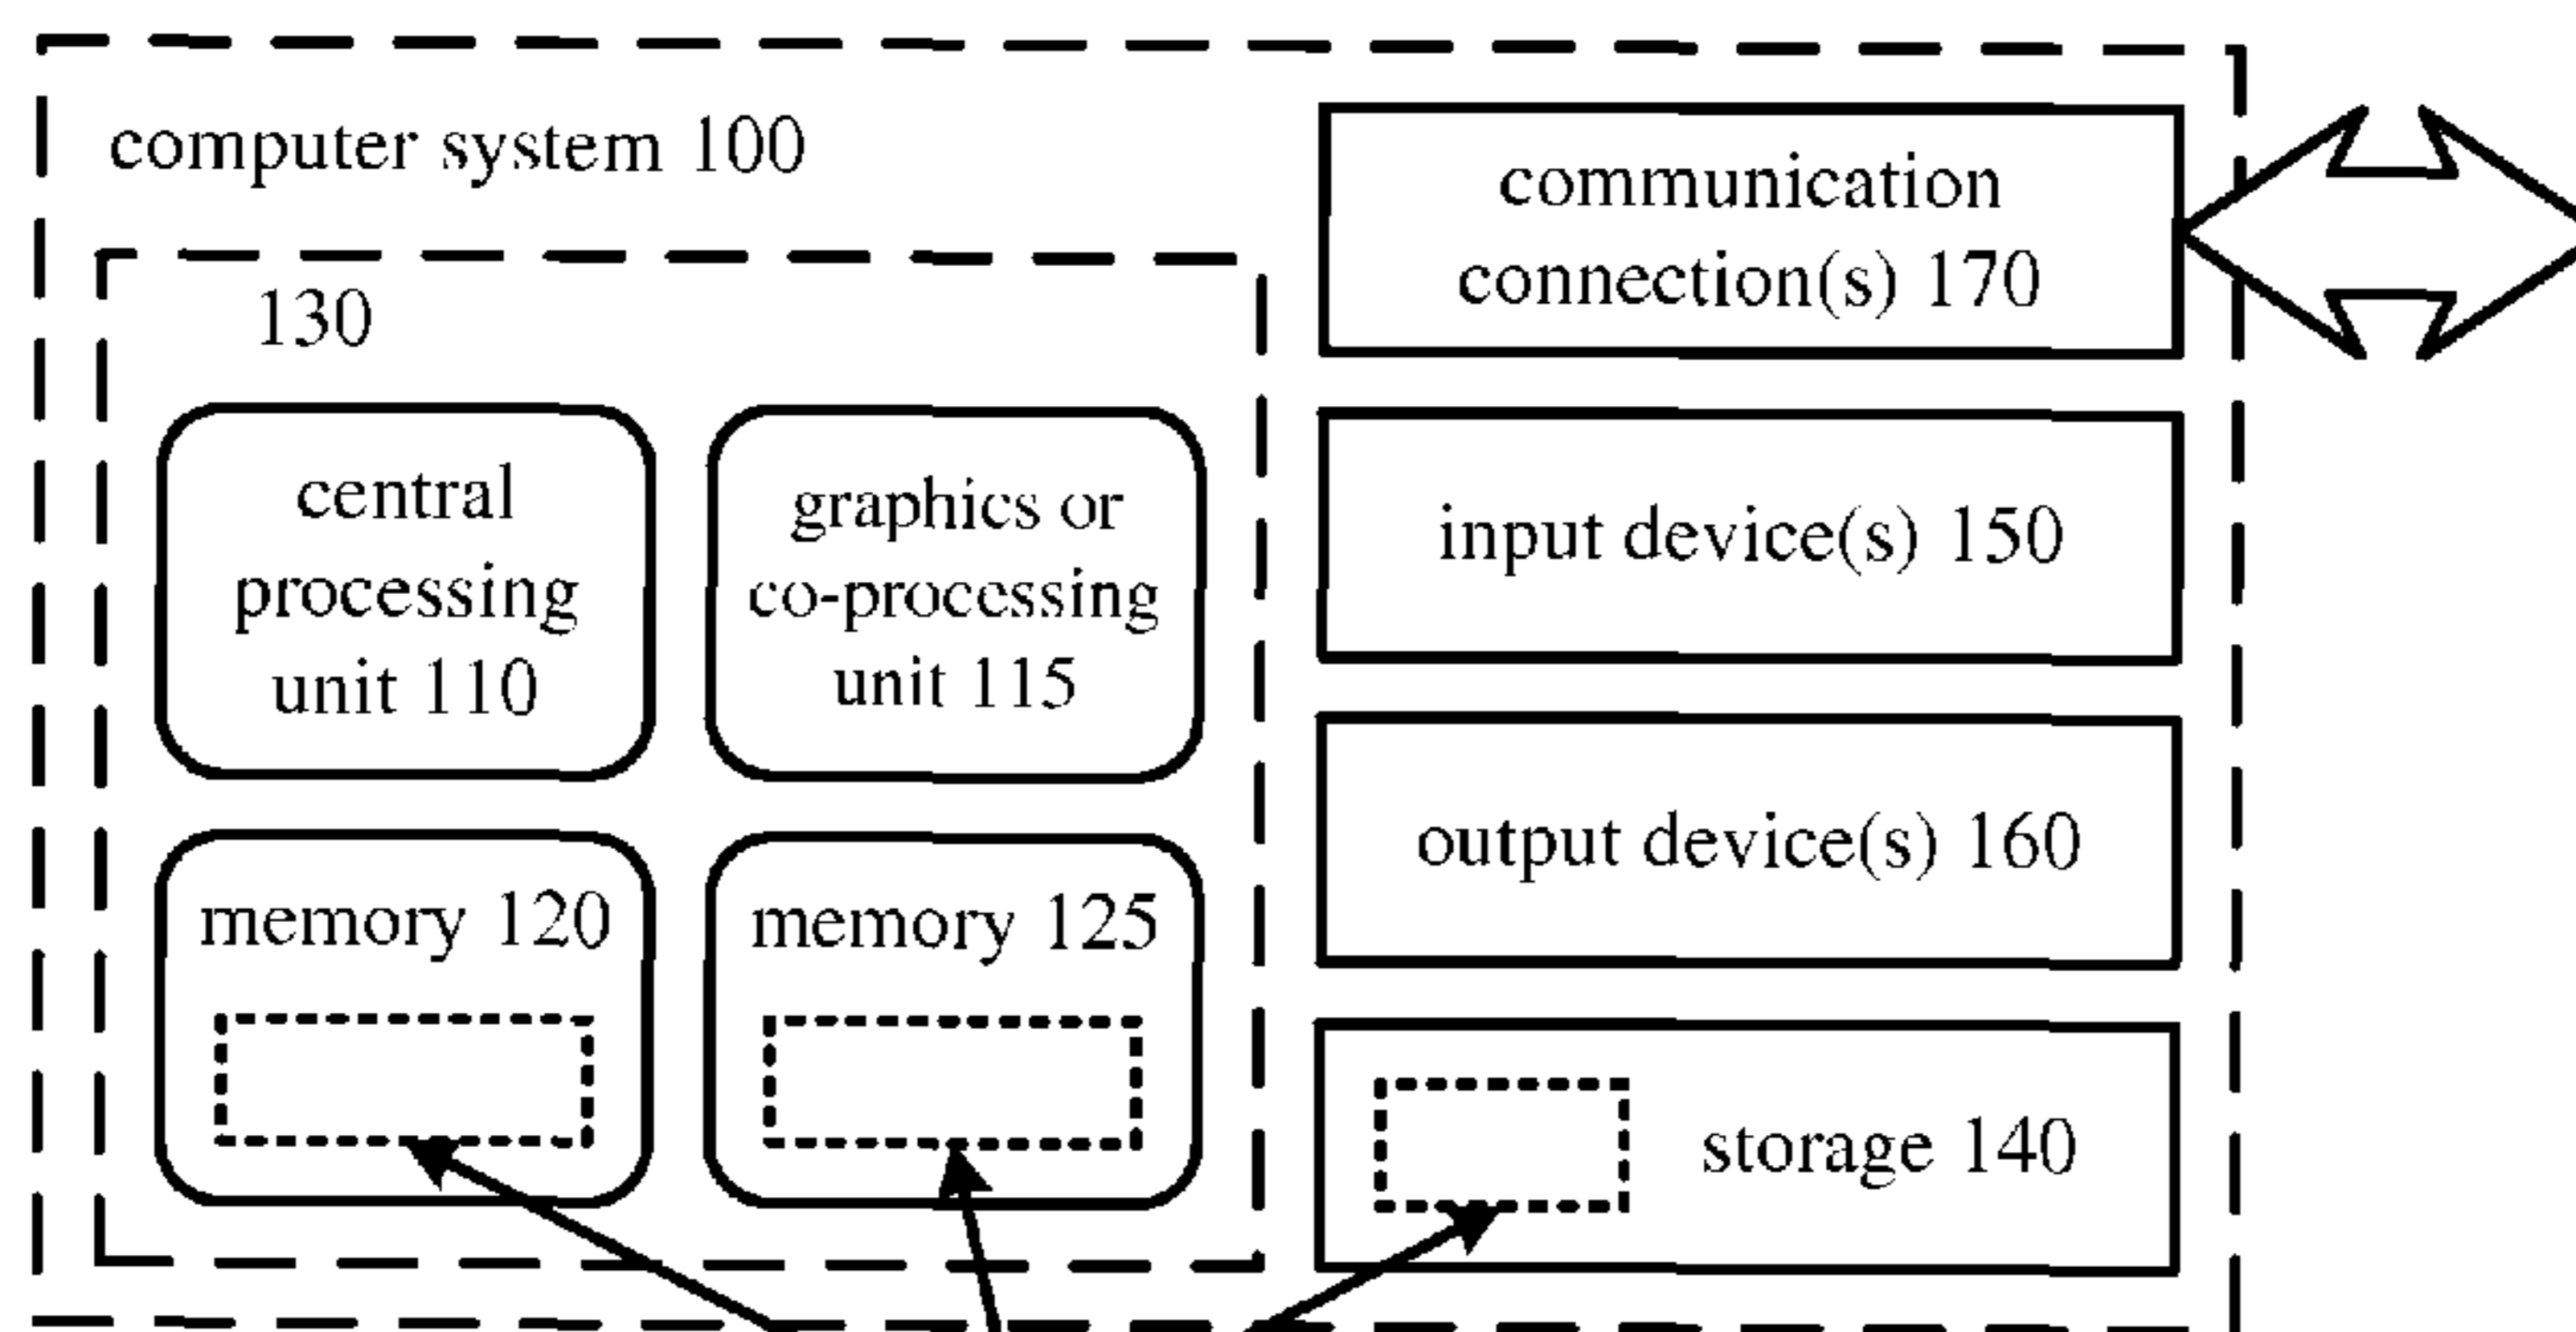 computer system 100
130
central
processing
unit 110
graphics or
co-processing
unit 115
memory 120
memory 125
communication
connection(s) 170
input device(s) 150
output device(s) 160
storage 140